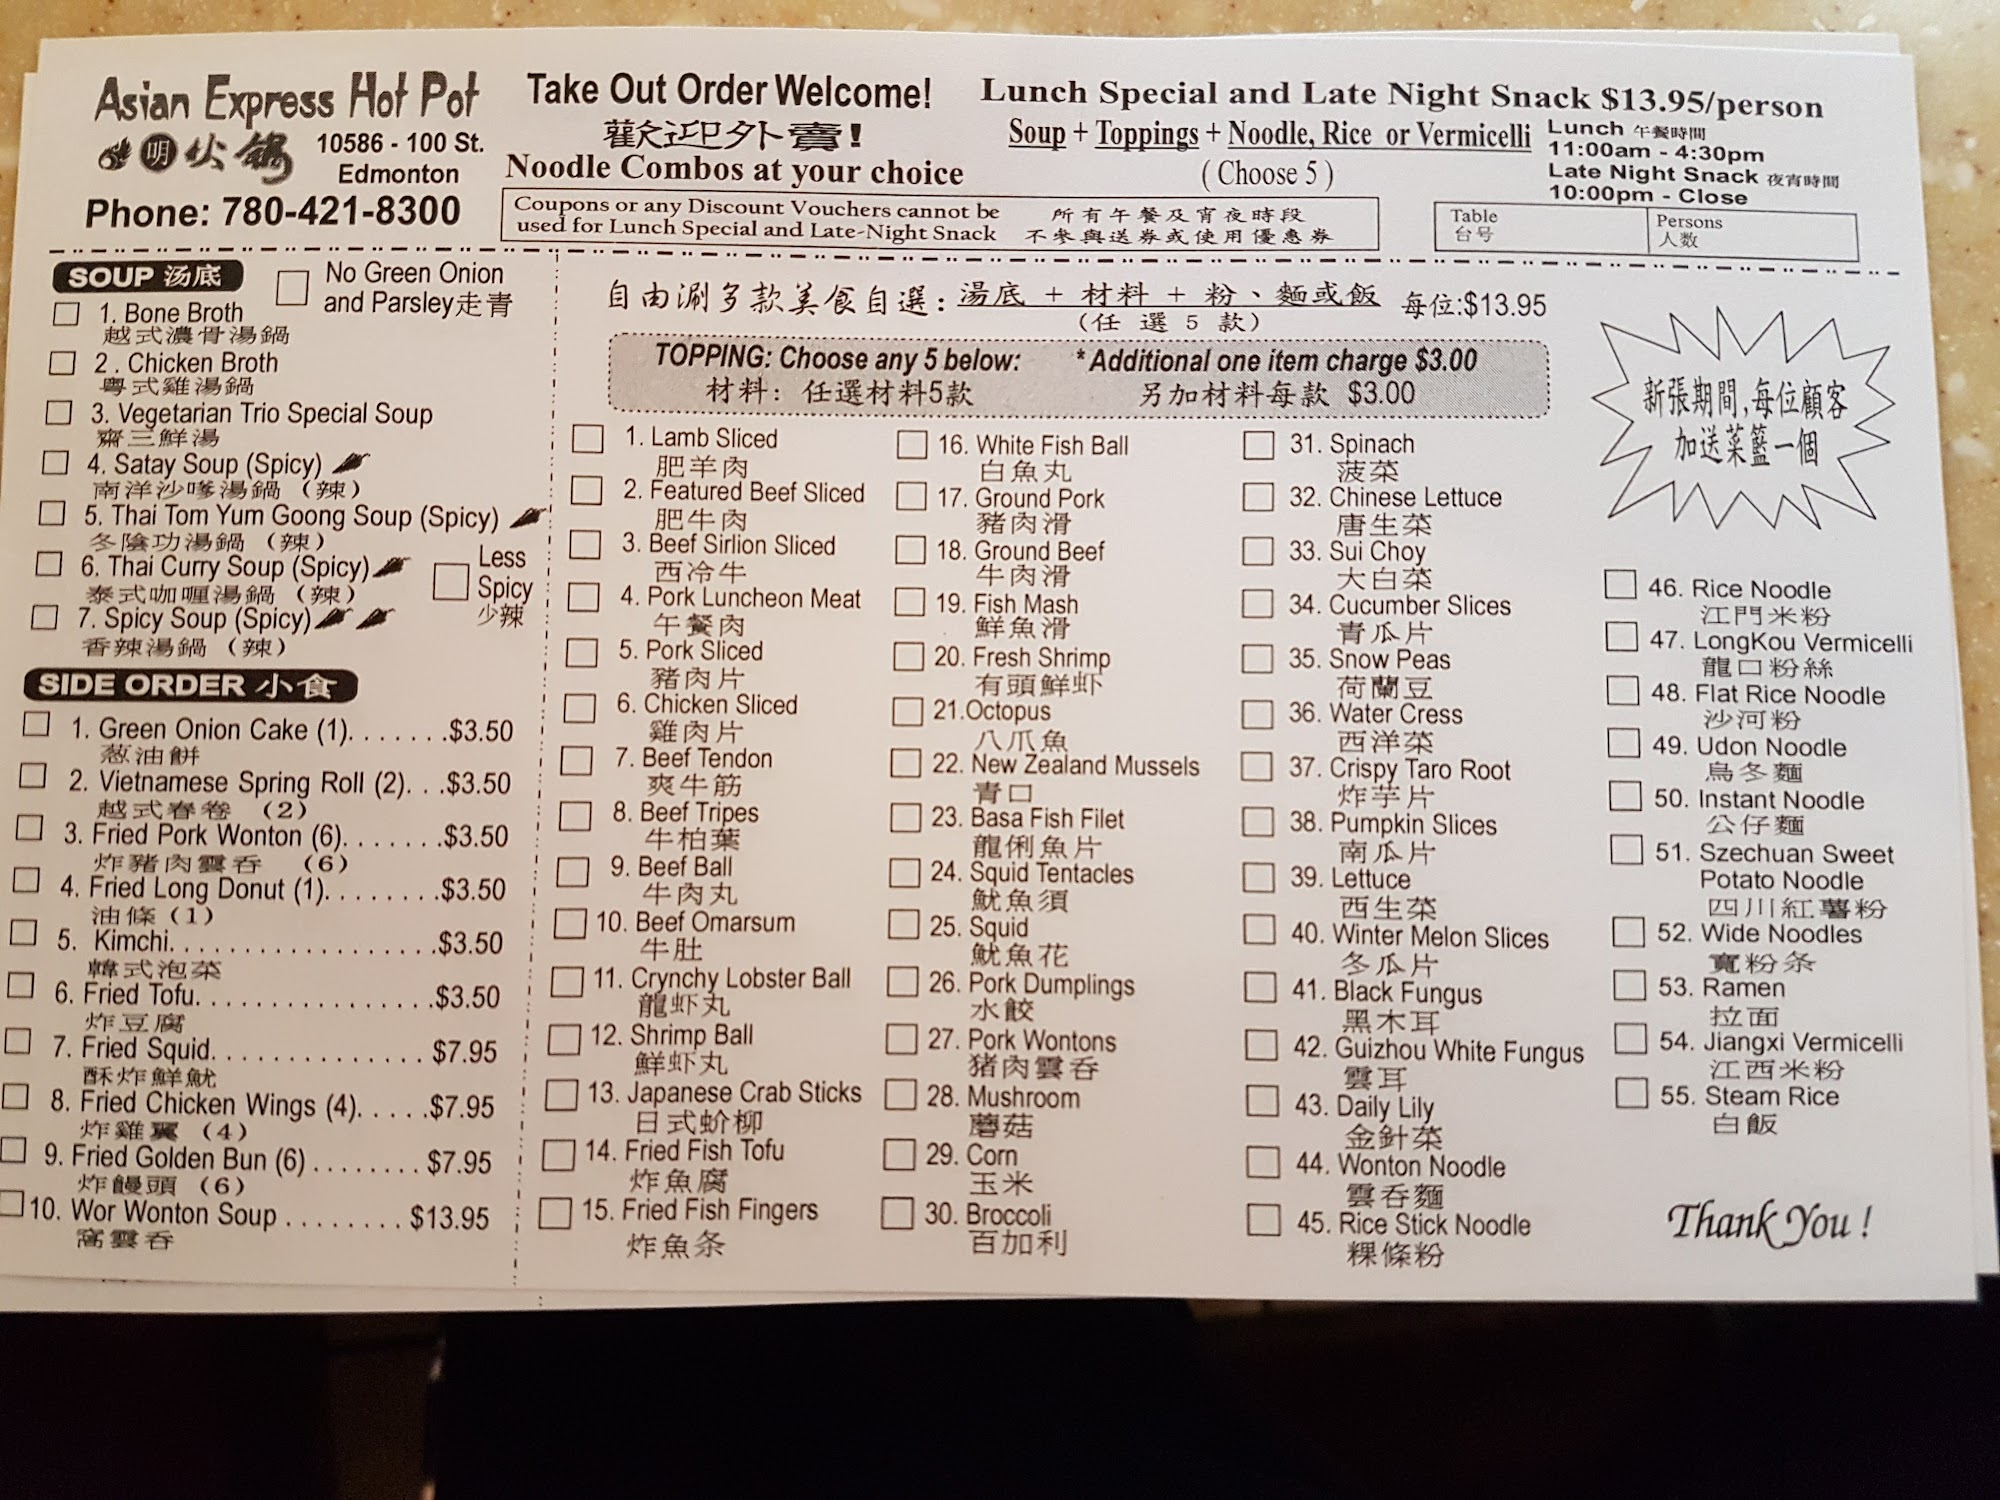 Asian Express Hot Pot
明火鍋
10586 - 100 St.
Edmonton
Phone: 780-421-8300
Take Out Order Welcome!
歡迎外賣!
Noodle Combos at your choice
Lunch Special and Late Night Snack $13.95/person
Soup + Toppings + Noodle, Rice or Vermicelli
( Choose 5 )
Lunch 午餐時間
11:00am - 4:30pm
Late Night Snack 夜宵時間
10:00pm - Close
Coupons or any Discount Vouchers cannot be
used for Lunch Special and Late-Night Snack
所有午餐及宵夜時段
不參與送券或使用優惠券
Table
台号
Persons
人数
SOUP 汤底
No Green Onion
and Parsley走青
1. Bone Broth
越式濃骨湯鍋
2 . Chicken Broth
粵式雞湯鍋
3. Vegetarian Trio Special Soup
齋三鮮湯
4. Satay Soup (Spicy)
南洋沙嗲湯鍋 (辣)
5. Thai Tom Yum Goong Soup (Spicy)
冬陰功湯鍋 (辣)
6. Thai Curry Soup (Spicy)
泰式咖喱湯鍋 (辣)
7. Spicy Soup (Spicy)
香辣湯鍋 (辣)
Less
Spicy
少辣
SIDE ORDER 小食
1. Green Onion Cake (1). . . . . . .$3.50
葱油餅
2. Vietnamese Spring Roll (2). . .$3.50
越式春卷 (2)
3. Fried Pork Wonton (6). . . . . . .$3.50
炸豬肉雲吞 (6)
4. Fried Long Donut (1). . . . . . . .$3.50
油條 (1)
5. Kimchi. . . . . . . . . . . . . . . . . .$3.50
韓式泡菜
6. Fried Tofu. . . . . . . . . . . . . . . .$3.50
炸豆腐
7. Fried Squid. . . . . . . . . . . . . . $7.95
酥炸鮮魷
8. Fried Chicken Wings (4). . . . .$7.95
炸雞翼 (4)
9. Fried Golden Bun (6) . . . . . . . $7.95
炸饅頭 (6)
10. Wor Wonton Soup . . . . . . . . $13.95
窩雲吞
自由涮多款美食自選: 湯底 + 材料 + 粉、麵或飯 每位:$13.95
(任 選 5 款)
TOPPING: Choose any 5 below: * Additional one item charge $3.00
材料: 任選材料5款 另加材料每款 $3.00
1. Lamb Sliced
肥羊肉
2. Featured Beef Sliced
肥牛肉
3. Beef Sirlion Sliced
西冷牛
4. Pork Luncheon Meat
午餐肉
5. Pork Sliced
豬肉片
6. Chicken Sliced
雞肉片
7. Beef Tendon
爽牛筋
8. Beef Tripes
牛柏葉
9. Beef Ball
牛肉丸
10. Beef Omarsum
牛肚
11. Crynchy Lobster Ball
龍虾丸
12. Shrimp Ball
鮮虾丸
13. Japanese Crab Sticks
日式蚧柳
14. Fried Fish Tofu
炸魚腐
15. Fried Fish Fingers
炸魚条
16. White Fish Ball
白魚丸
17. Ground Pork
豬肉滑
18. Ground Beef
牛肉滑
19. Fish Mash
鮮魚滑
20. Fresh Shrimp
有頭鮮虾
21.Octopus
八爪魚
22. New Zealand Mussels
青口
23. Basa Fish Filet
龍俐魚片
24. Squid Tentacles
魷魚須
25. Squid
魷魚花
26. Pork Dumplings
水餃
27. Pork Wontons
猪肉雲吞
28. Mushroom
蘑菇
29. Corn
玉米
30. Broccoli
百加利
31. Spinach
菠菜
32. Chinese Lettuce
唐生菜
33. Sui Choy
大白菜
34. Cucumber Slices
青瓜片
35. Snow Peas
荷蘭豆
36. Water Cress
西洋菜
37. Crispy Taro Root
炸芋片
38. Pumpkin Slices
南瓜片
39. Lettuce
西生菜
40. Winter Melon Slices
冬瓜片
41. Black Fungus
黑木耳
42. Guizhou White Fungus
雲耳
43. Daily Lily
金針菜
44. Wonton Noodle
雲吞麵
45. Rice Stick Noodle
粿條粉
新張期間,每位顧客
加送菜籃一個
46. Rice Noodle
江門米粉
47. LongKou Vermicelli
龍口粉絲
48. Flat Rice Noodle
沙河粉
49. Udon Noodle
烏冬麵
50. Instant Noodle
公仔麵
51. Szechuan Sweet
Potato Noodle
四川紅薯粉
52. Wide Noodles
寬粉条
53. Ramen
拉面
54. Jiangxi Vermicelli
江西米粉
55. Steam Rice
白飯
Thank You !